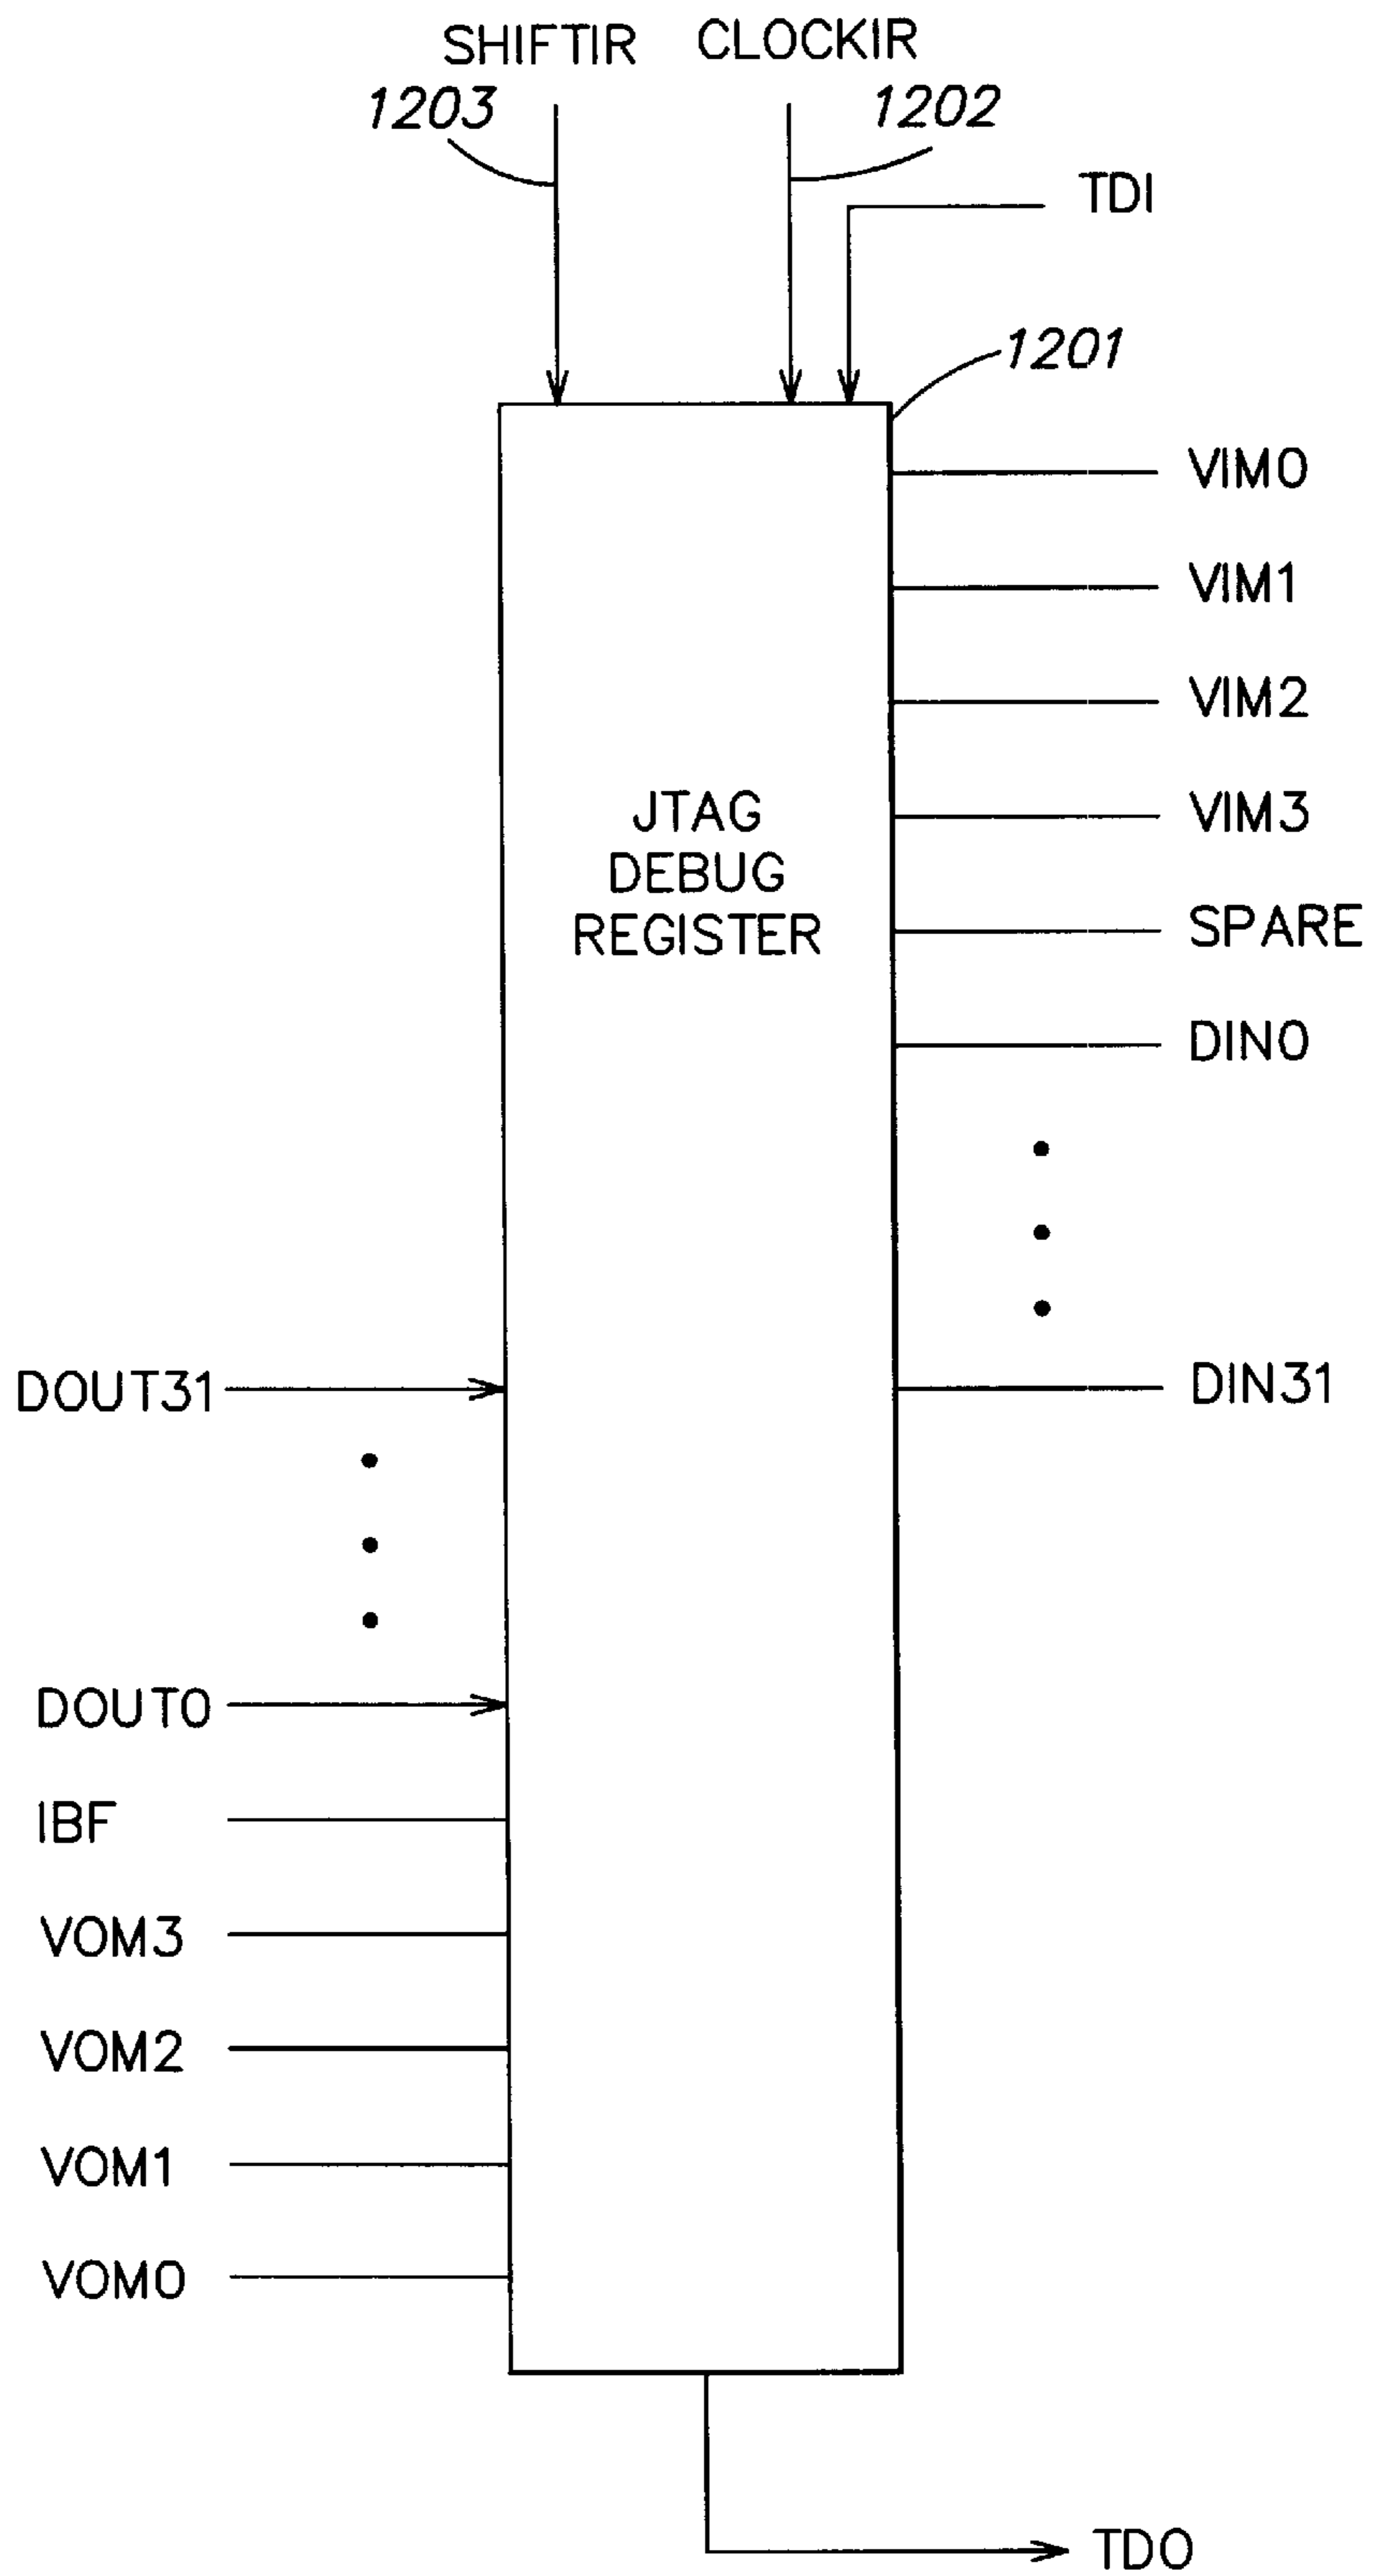 SHIFTIR
CLOCKIR
1203
1202
TDI
1201
VIM0
VIM1
VIM2
VIM3
JTAG
DEBUG
REGISTER
SPARE
DIN0
DOUT31
DIN31
DOUT0
IBF
VOM3
VOM2
VOM1
VOM0
TDO